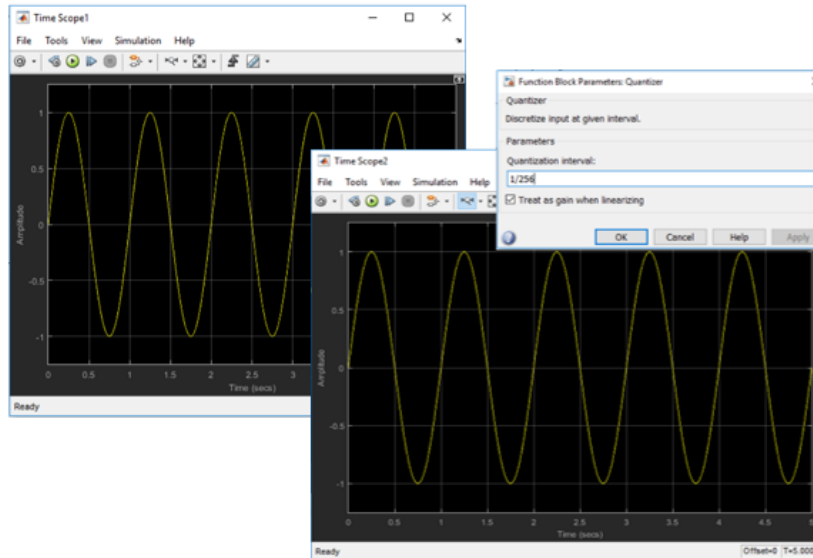 Time Scope1
File Tools View Simulation Help
1
0.5
0
-0.5
-1
Amplitude
0 0.5 1 1.5 2 2.5 3
Time (secs)
Ready
Time Scope2
File Tools View Simulation Help
1
0.5
0
-0.5
-1
Amplitude
0 0.5 1 1.5 2 2.5 3 3.5 4 4.5 5
Time (secs)
Ready Offset=0 T=5.000
Function Block Parameters: Quantizer
Quantizer
Discretize input at given interval.
Parameters
Quantization interval:
1/256
Treat as gain when linearizing
OK Cancel Help Apply